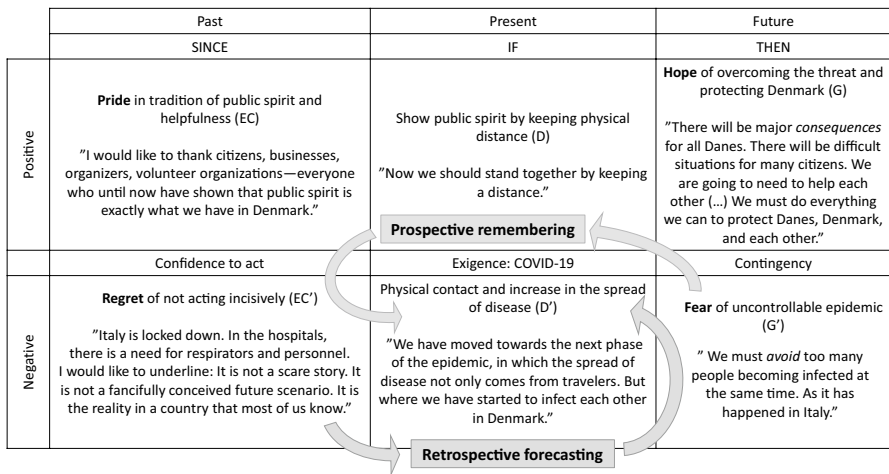 Past
Present
Future
SINCE
IF
THEN
Positive
Pride in tradition of public spirit and
helpfulness (EC)
”I would like to thank citizens, businesses,
organizers, volunteer organizations—everyone
who until now have shown that public spirit is
exactly what we have in Denmark.”
Show public spirit by keeping physical
distance (D)
”Now we should stand together by keeping
a distance.”
Hope of overcoming the threat and
protecting Denmark (G)
”There will be major consequences
for all Danes. There will be difficult
situations for many citizens. We
are going to need to help each
other (…) We must do everything
we can to protect Danes, Denmark,
and each other.”
Prospective remembering
Confidence to act
Exigence: COVID-19
Contingency
Negative
Regret of not acting incisively (EC’)
”Italy is locked down. In the hospitals,
there is a need for respirators and personnel.
I would like to underline: It is not a scare story. It
is not a fancifully conceived future scenario. It is
the reality in a country that most of us know.”
Physical contact and increase in the spread
of disease (D’)
”We have moved towards the next phase
of the epidemic, in which the spread of
disease not only comes from travelers. But
where we have started to infect each other
in Denmark.”
Fear of uncontrollable epidemic
(G’)
” We must avoid too many
people becoming infected at
the same time. As it has
happened in Italy.”
Retrospective forecasting